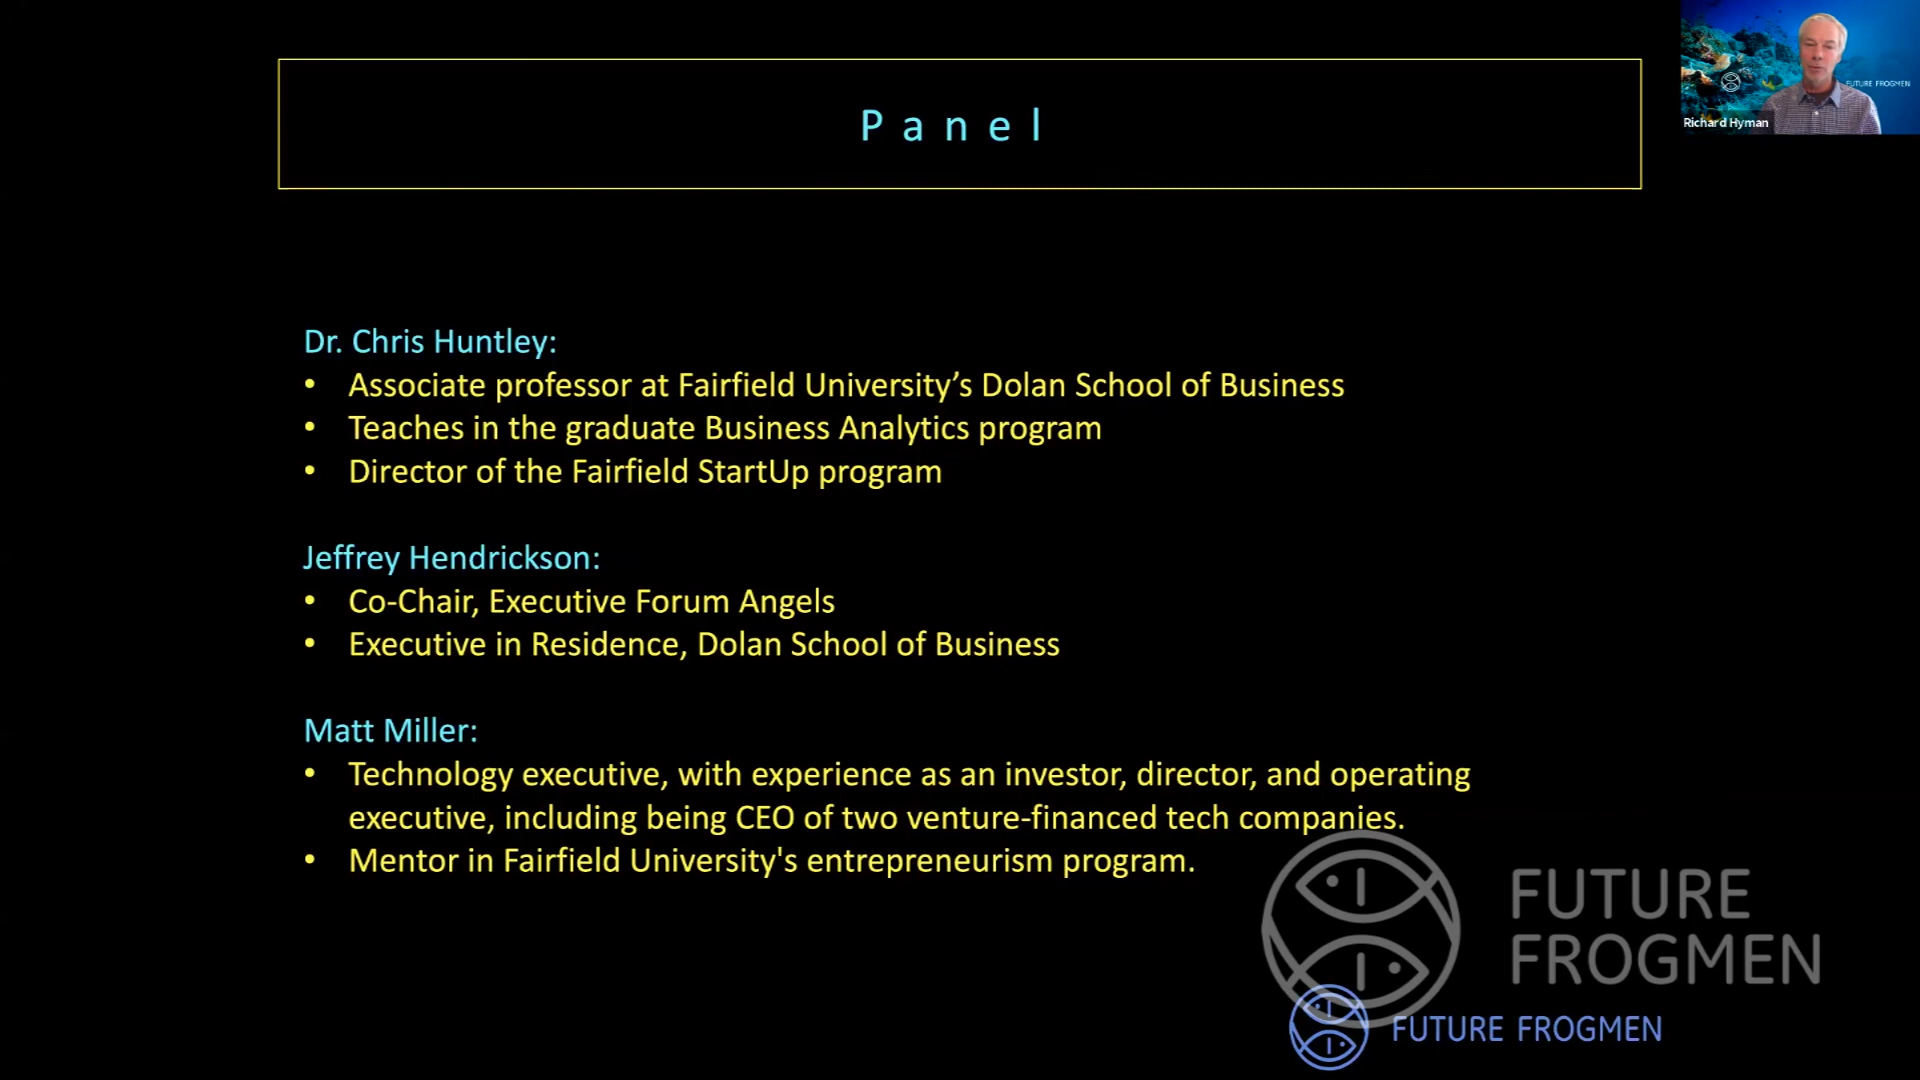 Panel
FUTURE FROGMEN
Richard Hyman
Dr. Chris Huntley:
• Associate professor at Fairfield University’s Dolan School of Business
• Teaches in the graduate Business Analytics program
• Director of the Fairfield StartUp program
Jeffrey Hendrickson:
• Co-Chair, Executive Forum Angels
• Executive in Residence, Dolan School of Business
Matt Miller:
• Technology executive, with experience as an investor, director, and operating
executive, including being CEO of two venture-financed tech companies.
• Mentor in Fairfield University's entrepreneurism program.
FUTURE
FROGMEN
FUTURE FROGMEN